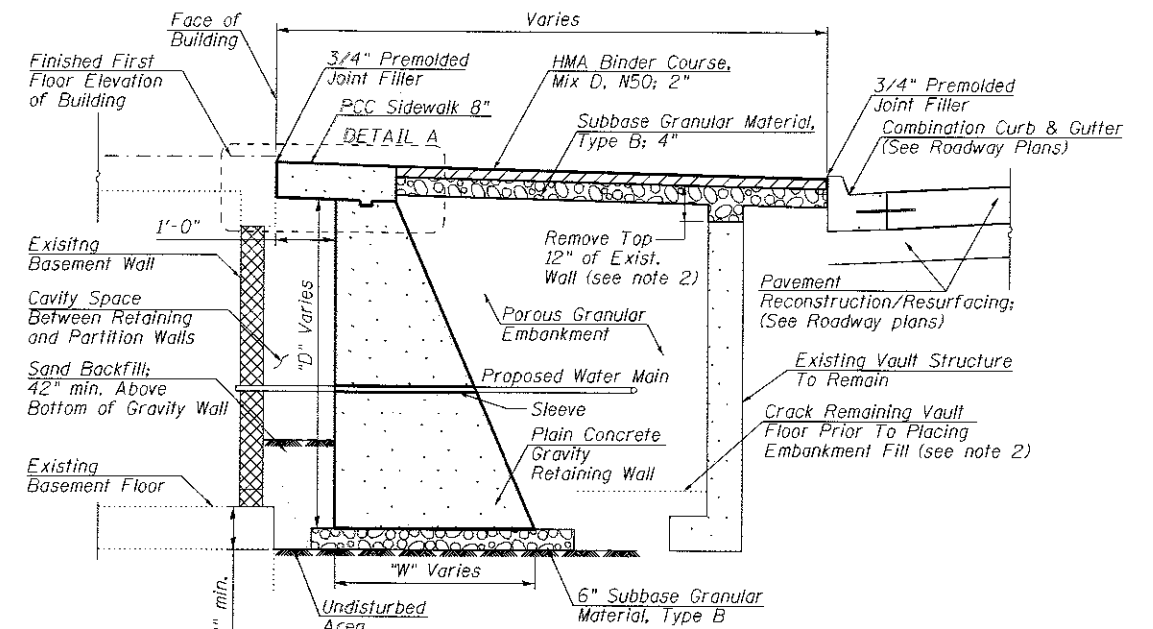 Face of
Building
Varies
Finished First
Floor Elevation
of Building
3/4" Premolded
Joint Filler
HMA Binder Course,
Mix D, N50; 2"
3/4" Premolded
Joint Filler
PCC Sidewalk 8"
Subbase Granular Material,
Type B; 4"
Combination Curb & Gutter
(See Roadway Plans)
DETAIL A
1'-0"
Exisitng
Basement Wall
Remove Top
12" of Exist.
Wall (see note 2)
Pavement
Reconstruction/Resurfacing;
(See Roadway plans)
Cavity Space
Between Retaining
and Partition Walls
"D" Varies
Porous Granular
Embankment
Existing Vault Structure
To Remain
Sand Backfill;
42" min. Above
Bottom of Gravity Wall
Proposed Water Main
Sleeve
Crack Remaining Vault
Floor Prior To Placing
Embankment Fill (see note 2)
Plain Concrete
Gravity
Retaining Wall
Existing
Basement Floor
"W" Varies
" min.
Undisturbed
Area
6" Subbase Granular
Material, Type B